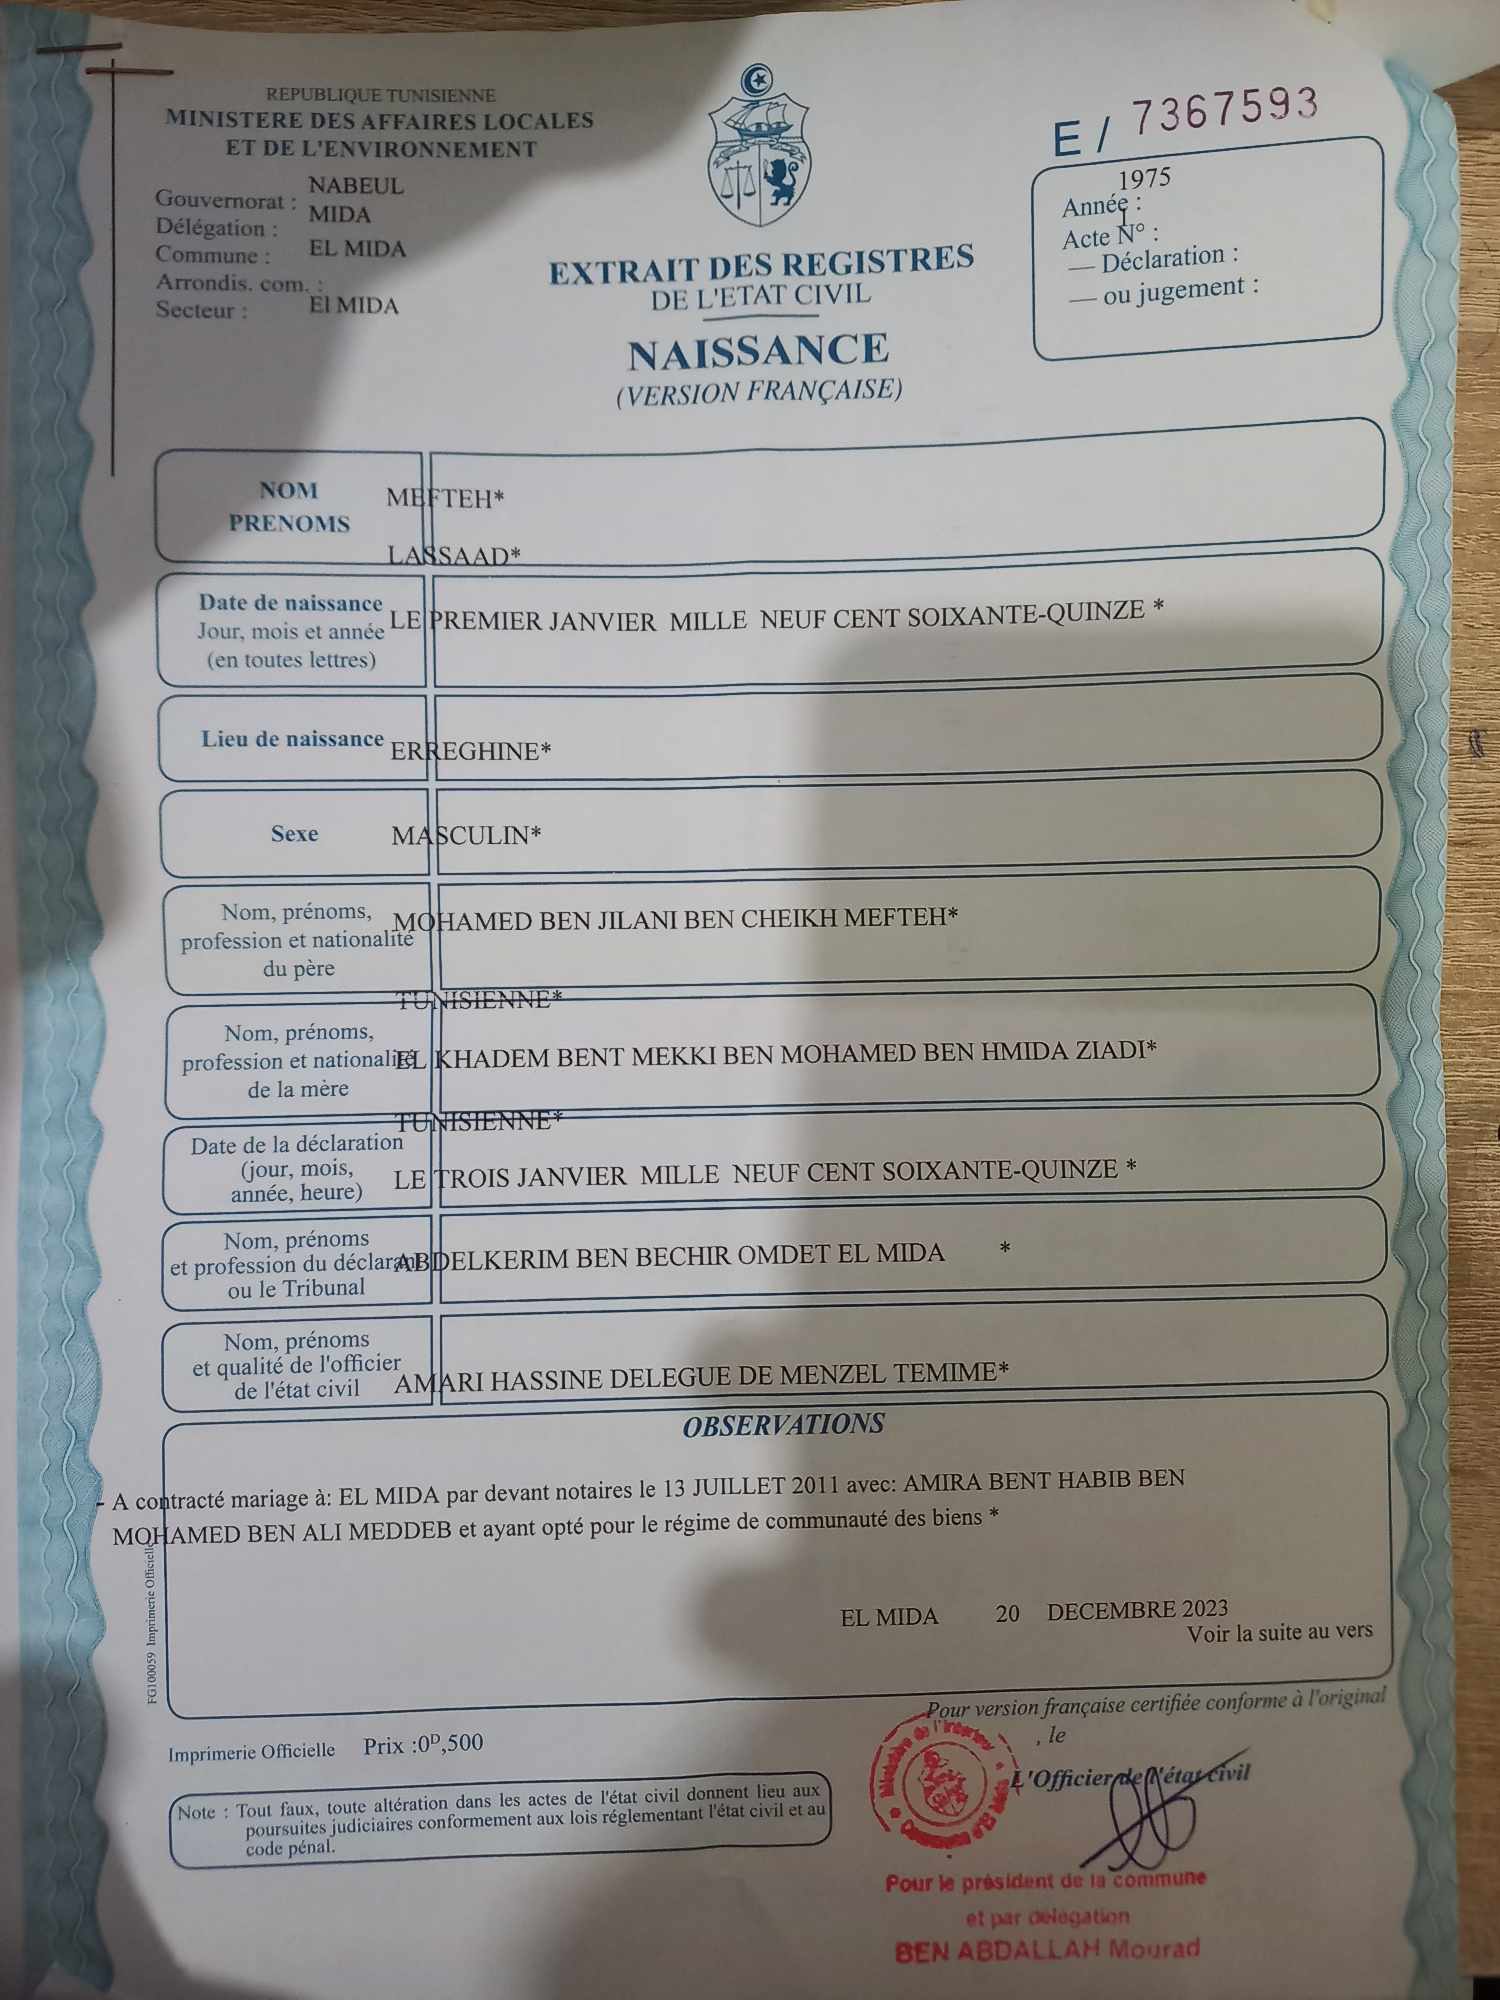 REPUBLIQUE TUNISIENNE
MINISTERE DES AFFAIRES LOCALES
ET DE L'ENVIRONNEMENT
Gouvernorat : NABEUL
Délégation : MIDA
Commune : EL MIDA
Arrondis. com. :
Secteur : El MIDA
E / 7367593
1975
Année :
1
Acte N° :
— Déclaration :
— ou jugement :
EXTRAIT DES REGISTRES
DE L'ETAT CIVIL
NAISSANCE
(VERSION FRANÇAISE)
NOM
PRENOMS
MEFTEH*
LASSAAD*
Date de naissance
Jour, mois et année
(en toutes lettres)
LE PREMIER JANVIER MILLE NEUF CENT SOIXANTE-QUINZE *
Lieu de naissance
ERREGHINE*
Sexe
MASCULIN*
Nom, prénoms,
profession et nationalité
du père
MOHAMED BEN JILANI BEN CHEIKH MEFTEH*
TUNISIENNE*
Nom, prénoms,
profession et nationalité
de la mère
EL KHADEM BENT MEKKI BEN MOHAMED BEN HMIDA ZIADI*
TUNISIENNE*
Date de la déclaration
(jour, mois,
année, heure)
LE TROIS JANVIER MILLE NEUF CENT SOIXANTE-QUINZE *
Nom, prénoms
et profession du déclarant
ou le Tribunal
ABDELKERIM BEN BECHIR OMDET EL MIDA *
Nom, prénoms
et qualité de l'officier
de l'état civil
AMARI HASSINE DELEGUE DE MENZEL TEMIME*
OBSERVATIONS
- A contracté mariage à: EL MIDA par devant notaires le 13 JUILLET 2011 avec: AMIRA BENT HABIB BEN
MOHAMED BEN ALI MEDDEB et ayant opté pour le régime de communauté des biens *
EL MIDA 20 DECEMBRE 2023
Voir la suite au vers
FG100059 Imprimerie Officielle
Pour version française certifiée conforme à l'original
, le
L'Officier de l'état civil
Imprimerie Officielle Prix :0D,500
Note : Tout faux, toute altération dans les actes de l'état civil donnent lieu aux
poursuites judiciaires conformement aux lois réglementant l'état civil et au
code pénal.
Ministère de l'Intérieur
Pour le président de la commune
et par délégation
BEN ABDALLAH Mourad